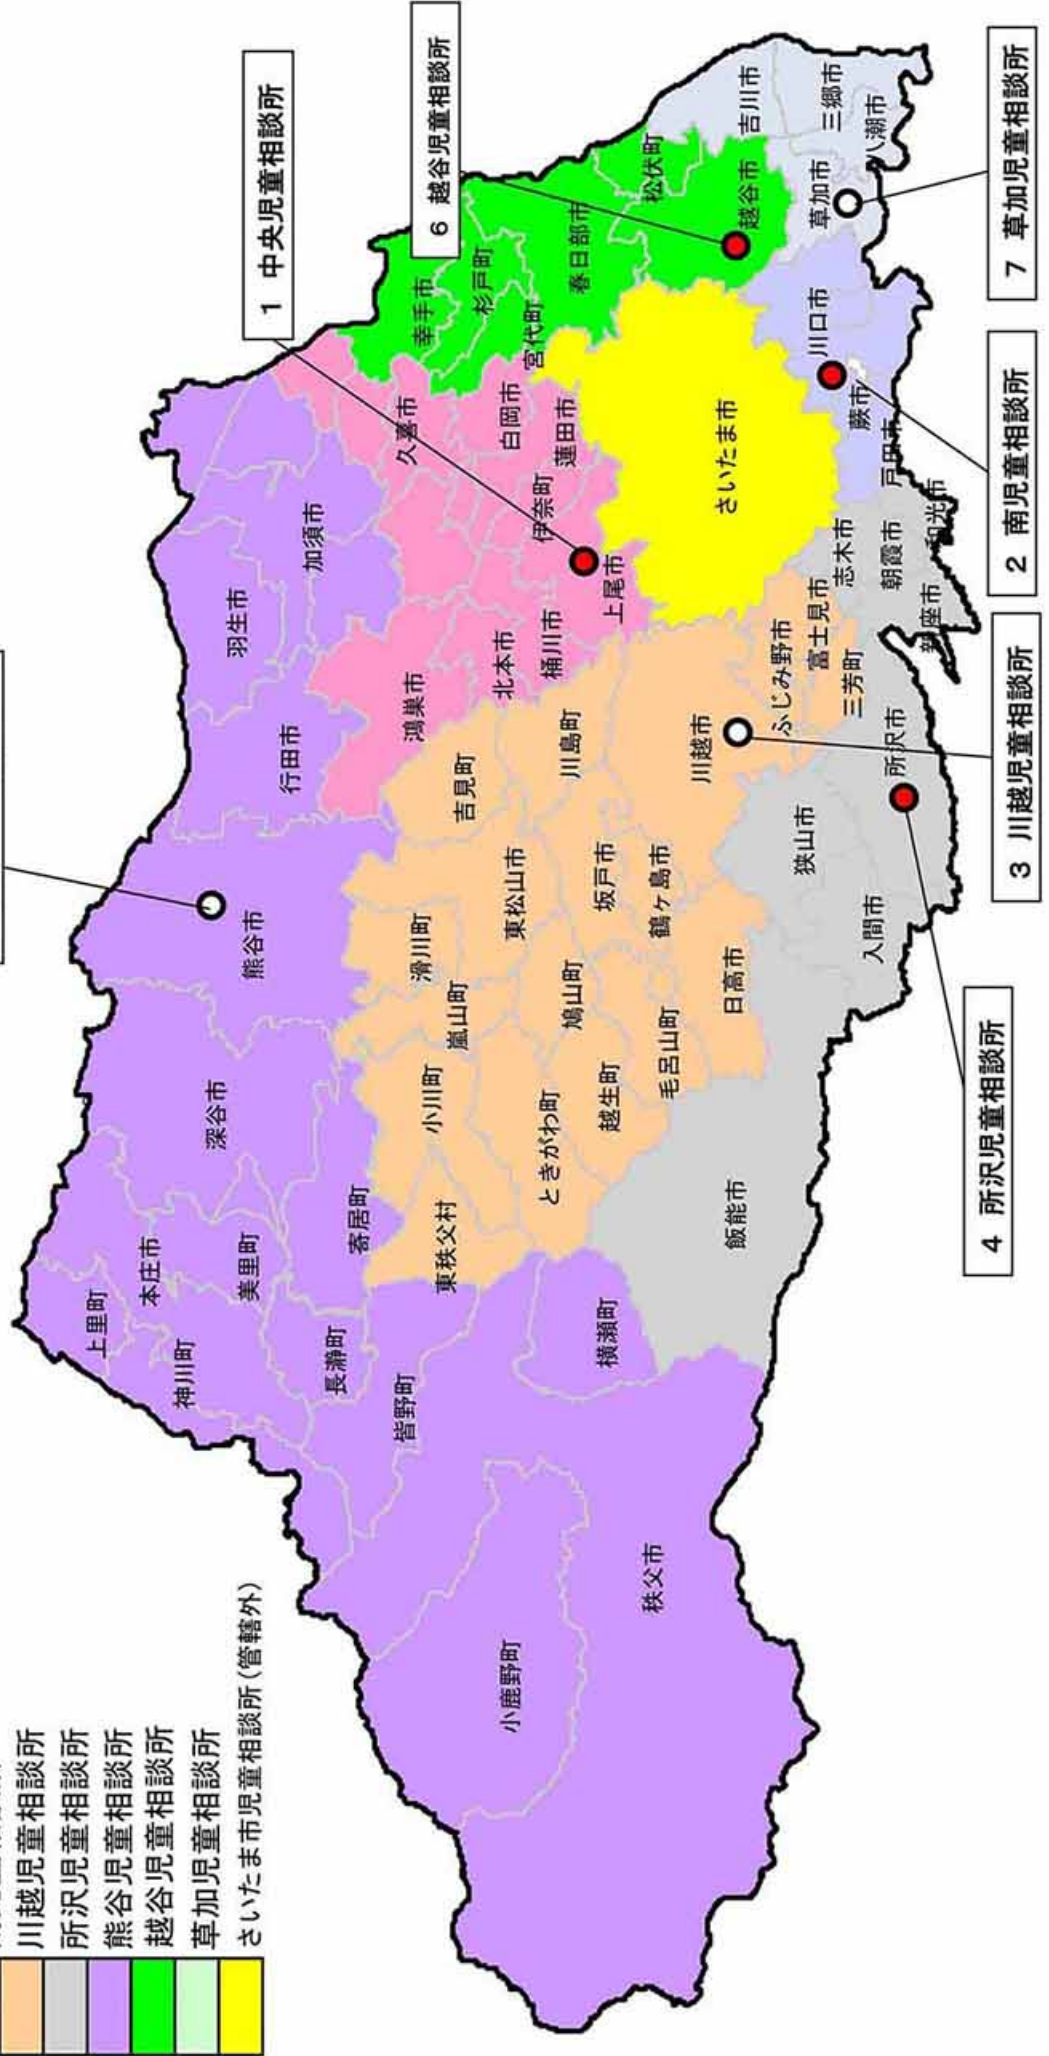 川越児童相談所
所沢児童相談所
熊谷児童相談所
越谷児童相談所
草加児童相談所
さいたま市児童相談所(管轄外)
1 中央児童相談所
6 越谷児童相談所
7 草加児童相談所
2 南児童相談所
3 川越児童相談所
4 所沢児童相談所
上里町
本庄市
神川町
美里町
深谷市
熊谷市
行田市
羽生市
加須市
寄居町
長瀞町
皆野町
小鹿野町
秩父市
横瀬町
東秩父村
小川町
嵐山町
滑川町
吉見町
東松山市
ときがわ町
鳩山町
越生町
毛呂山町
坂戸市
鶴ヶ島市
川島町
日高市
川越市
ふじみ野市
富士見市
三芳町
鴻巣市
北本市
桶川市
上尾市
伊奈町
蓮田市
白岡市
久喜市
幸手市
杉戸町
宮代町
春日部市
松伏町
越谷市
さいたま市
吉川市
三郷市
八潮市
草加市
川口市
蕨市
戸田市
和光市
朝霞市
志木市
新座市
所沢市
狭山市
入間市
飯能市